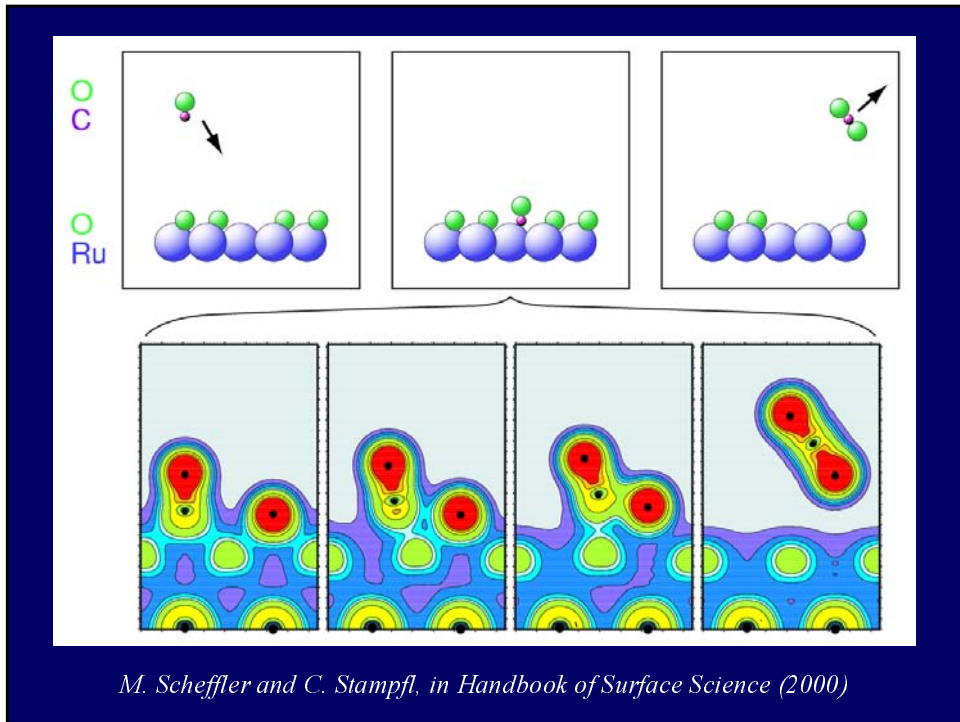 O
C
O
Ru
M. Scheffler and C. Stampfl, in Handbook of Surface Science (2000)